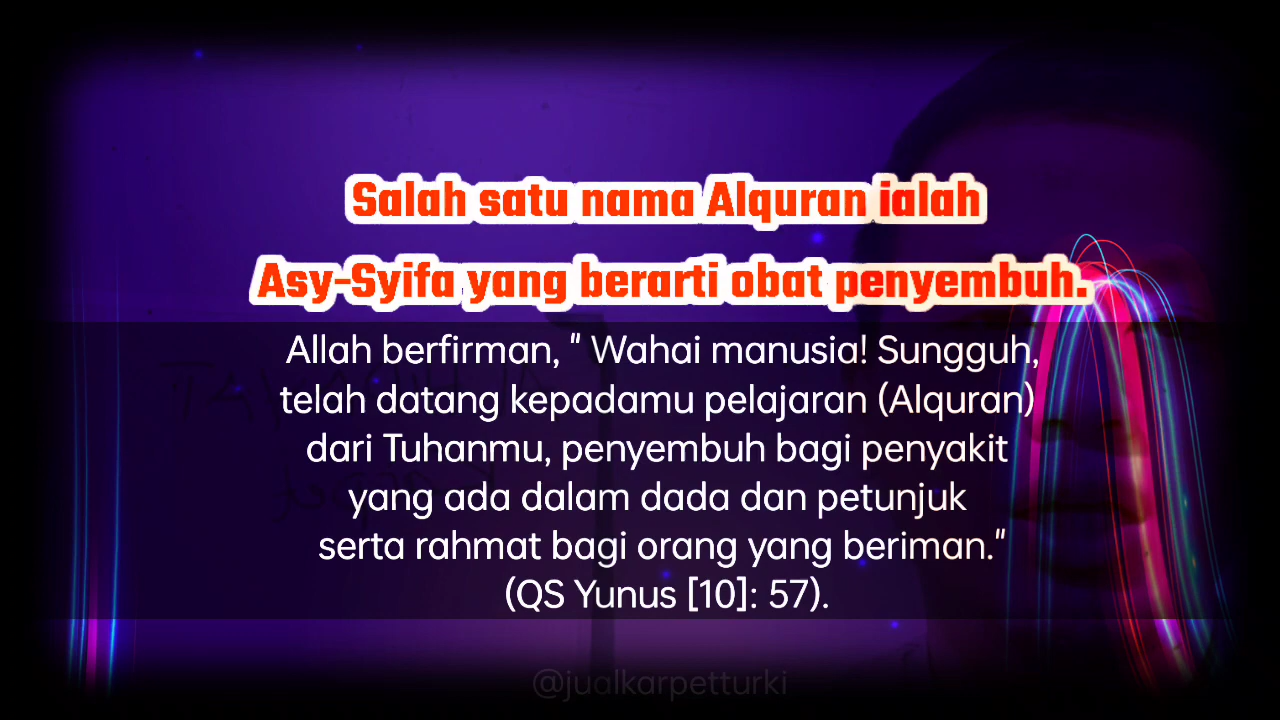 Salah satu nama Alquran ialah
Asy-Syifa yang berarti obat penyembuh.
Allah berfirman, " Wahai manusia! Sungguh,
telah datang kepadamu pelajaran (Alquran)
dari Tuhanmu, penyembuh bagi penyakit
yang ada dalam dada dan petunjuk
serta rahmat bagi orang yang beriman."
(QS Yunus [10]: 57).
@jualkarpetturki